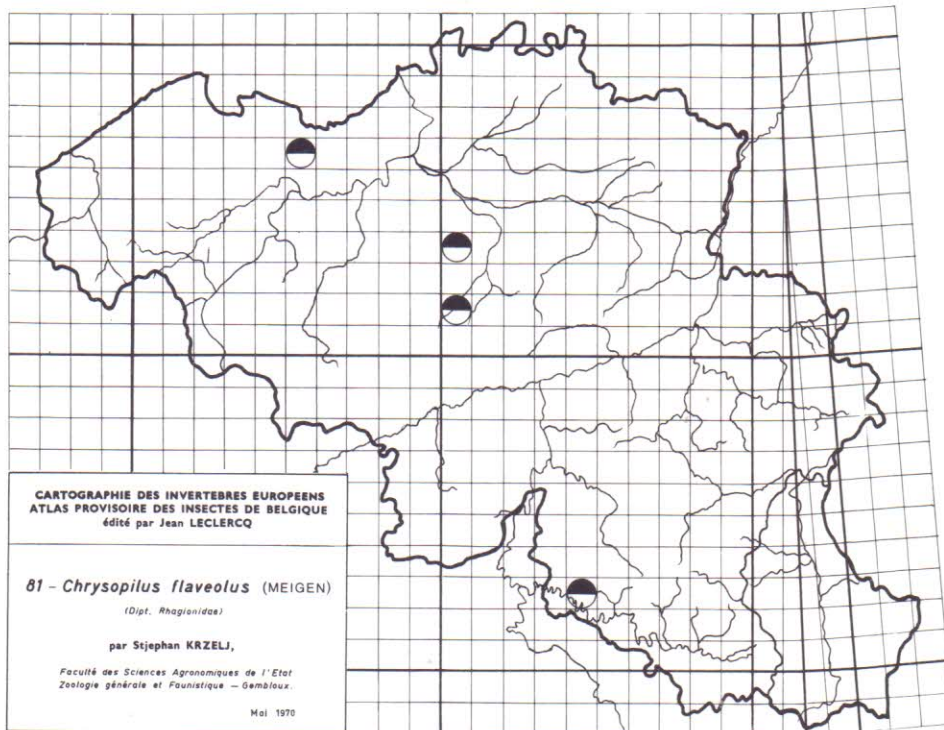 CARTOGRAPHIE DES INVERTEBRES EUROPEENS
ATLAS PROVISOIRE DES INSECTES DE BELGIQUE
édité par Jean LECLERCQ
81 – Chrysopilus flaveolus (MEIGEN)
(Dipt. Rhagionidae)
par Stjephan KRZELJ,
Faculté des Sciences Agronomiques de l'Etat
Zoologie générale et Faunistique — Gembloux.
Mai 1970